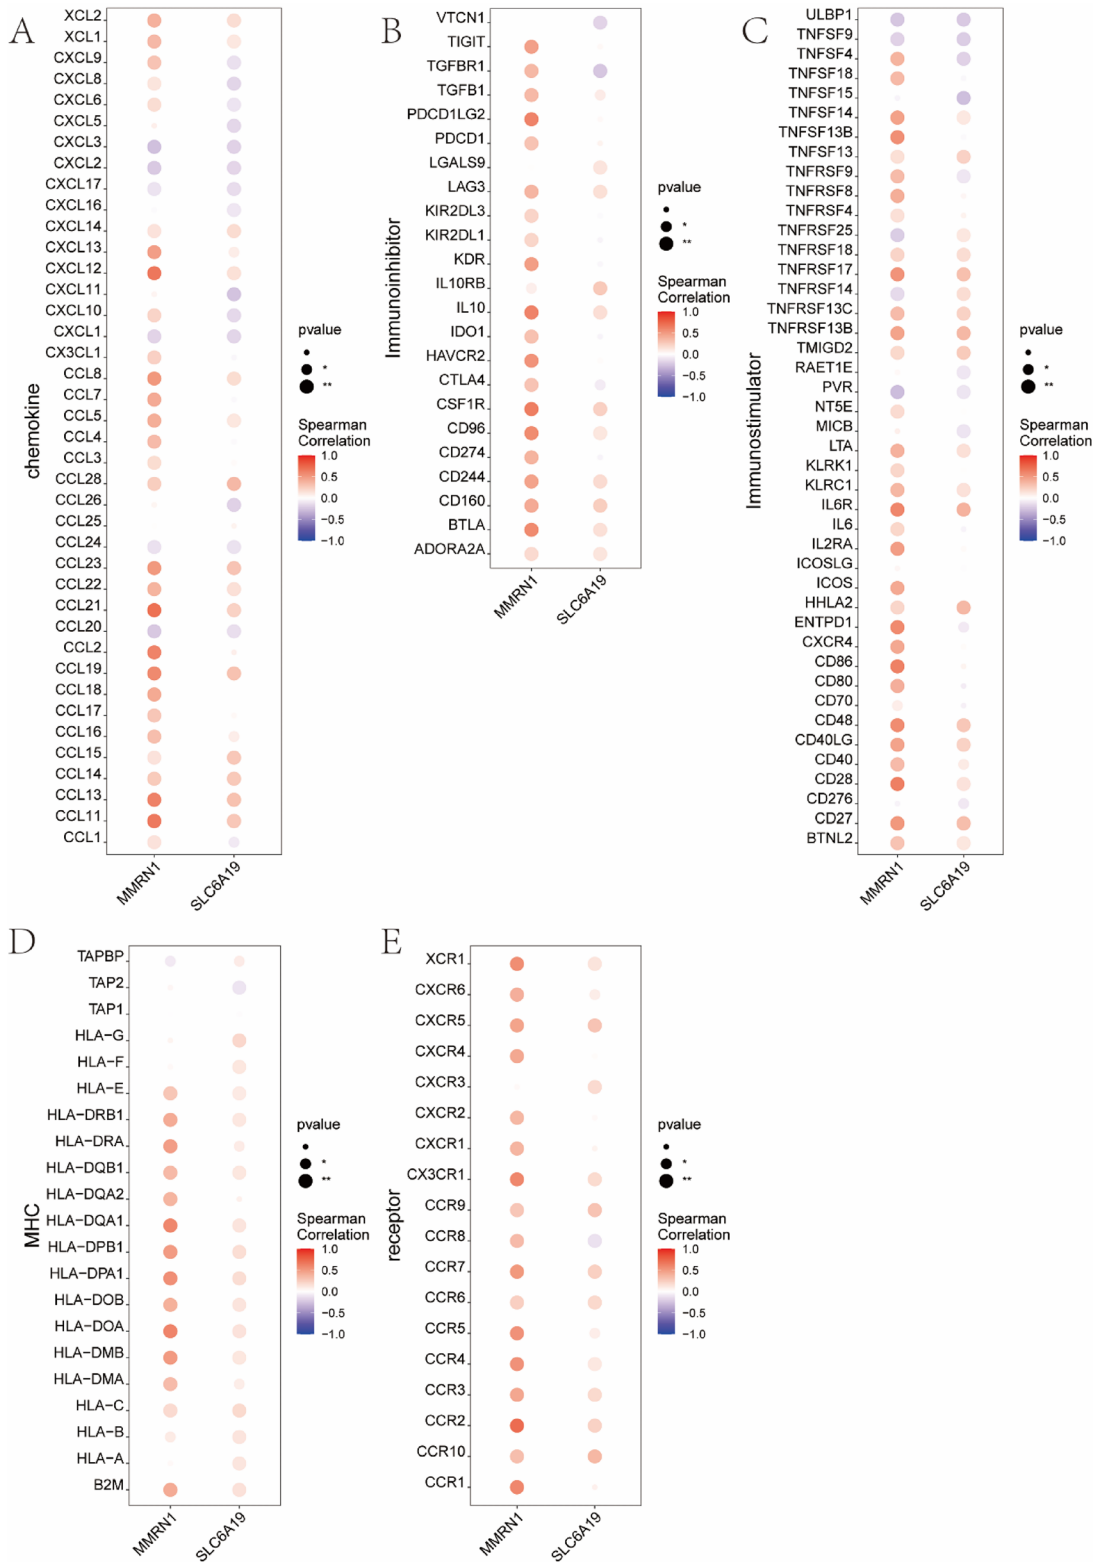 A
chemokine
XCL2
XCL1
CXCL9
CXCL8
CXCL6
CXCL5
CXCL3
CXCL2
CXCL17
CXCL16
CXCL14
CXCL13
CXCL12
CXCL11
CXCL10
CXCL1
CX3CL1
CCL8
CCL7
CCL5
CCL4
CCL3
CCL28
CCL26
CCL25
CCL24
CCL23
CCL22
CCL21
CCL20
CCL2
CCL19
CCL18
CCL17
CCL16
CCL15
CCL14
CCL13
CCL11
CCL1
MMRN1
SLC6A19
pvalue
*
**
Spearman
Correlation
1.0
0.5
0.0
−0.5
−1.0
B
Immunoinhibitor
VTCN1
TIGIT
TGFBR1
TGFB1
PDCD1LG2
PDCD1
LGALS9
LAG3
KIR2DL3
KIR2DL1
KDR
IL10RB
IL10
IDO1
HAVCR2
CTLA4
CSF1R
CD96
CD274
CD244
CD160
BTLA
ADORA2A
MMRN1
SLC6A19
pvalue
*
**
Spearman
Correlation
1.0
0.5
0.0
−0.5
−1.0
C
Immunostimulator
ULBP1
TNFSF9
TNFSF4
TNFSF18
TNFSF15
TNFSF14
TNFSF13B
TNFSF13
TNFRSF9
TNFRSF8
TNFRSF4
TNFRSF25
TNFRSF18
TNFRSF17
TNFRSF14
TNFRSF13C
TNFRSF13B
TMIGD2
RAET1E
PVR
NT5E
MICB
LTA
KLRK1
KLRC1
IL6R
IL6
IL2RA
ICOSLG
ICOS
HHLA2
ENTPD1
CXCR4
CD86
CD80
CD70
CD48
CD40LG
CD40
CD28
CD276
CD27
BTNL2
MMRN1
SLC6A19
pvalue
*
**
Spearman
Correlation
1.0
0.5
0.0
−0.5
−1.0
D
MHC
TAPBP
TAP2
TAP1
HLA−G
HLA−F
HLA−E
HLA−DRB1
HLA−DRA
HLA−DQB1
HLA−DQA2
HLA−DQA1
HLA−DPB1
HLA−DPA1
HLA−DOB
HLA−DOA
HLA−DMB
HLA−DMA
HLA−C
HLA−B
HLA−A
B2M
MMRN1
SLC6A19
pvalue
*
**
Spearman
Correlation
1.0
0.5
0.0
−0.5
−1.0
E
receptor
XCR1
CXCR6
CXCR5
CXCR4
CXCR3
CXCR2
CXCR1
CX3CR1
CCR9
CCR8
CCR7
CCR6
CCR5
CCR4
CCR3
CCR2
CCR10
CCR1
MMRN1
SLC6A19
pvalue
*
**
Spearman
Correlation
1.0
0.5
0.0
−0.5
−1.0